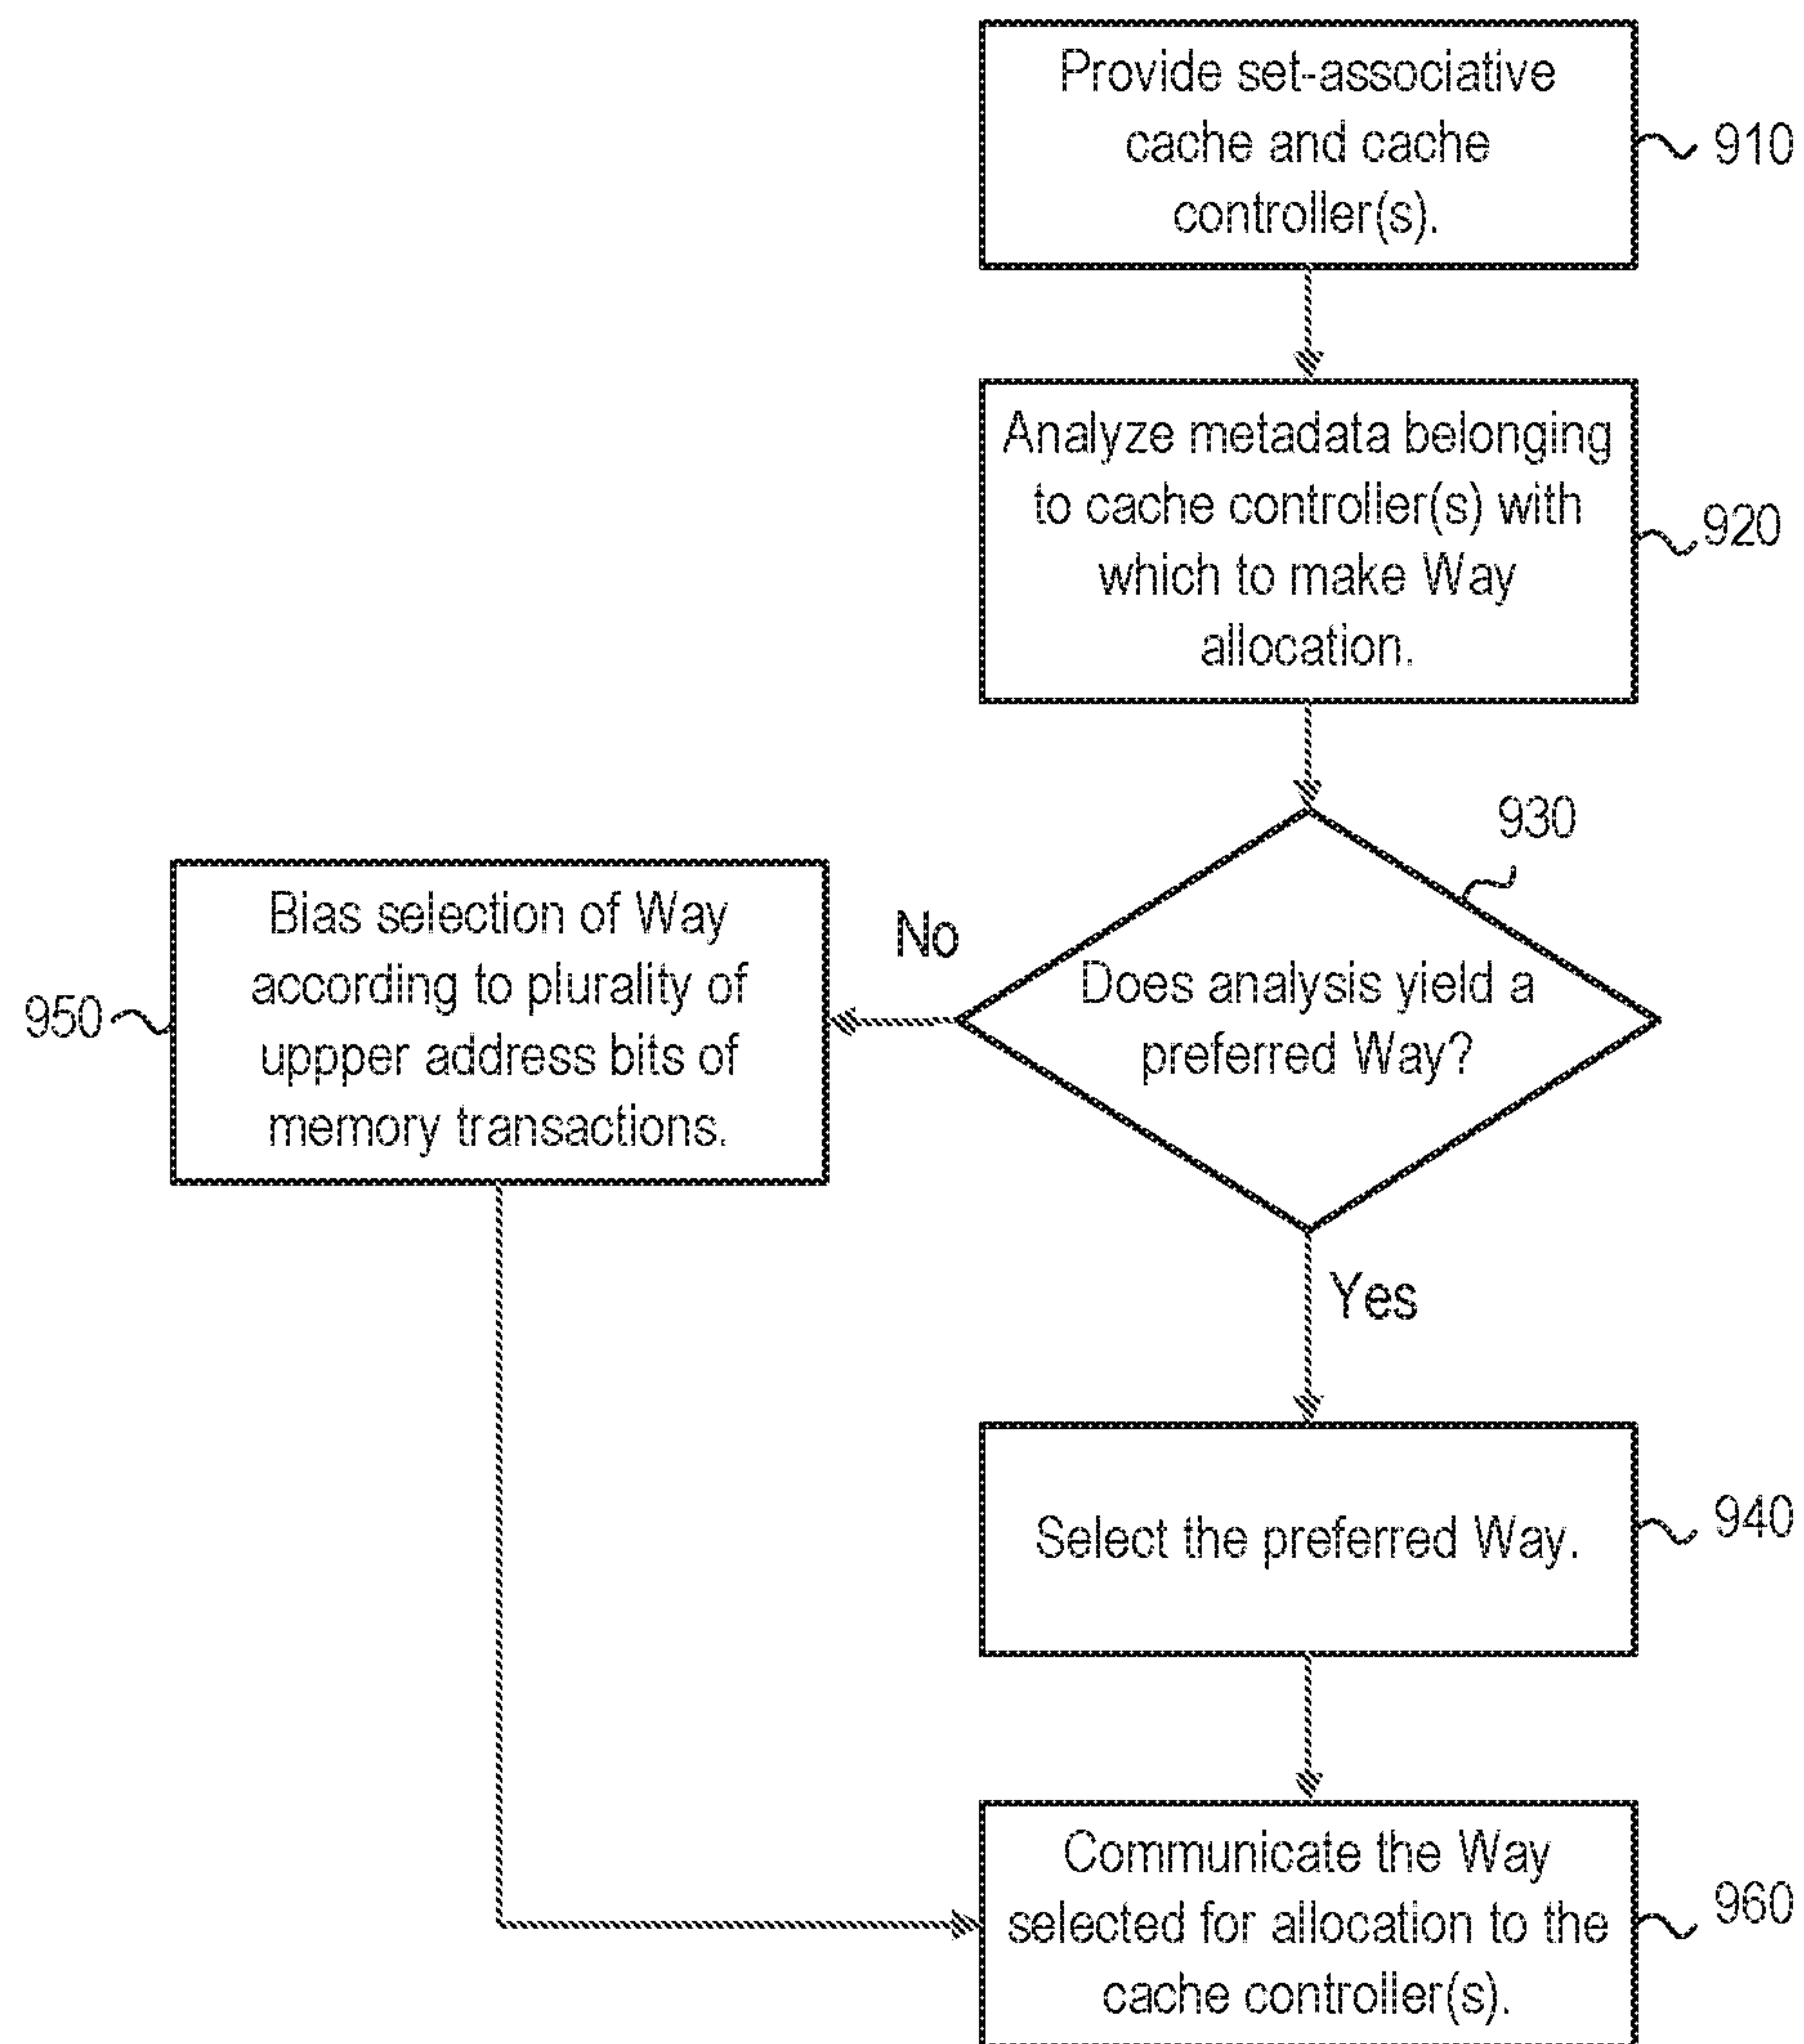 Provide set-associative
cache and cache
controller(s).
910
Analyze metadata belonging
to cache controller(s) with
which to make Way
allocation.
920
930
Does analysis yield a
preferred Way?
No
Bias selection of Way
according to plurality of
uppper address bits of
memory transactions.
950
Yes
Select the preferred Way.
940
Communicate the Way
selected for allocation to the
cache controller(s).
960